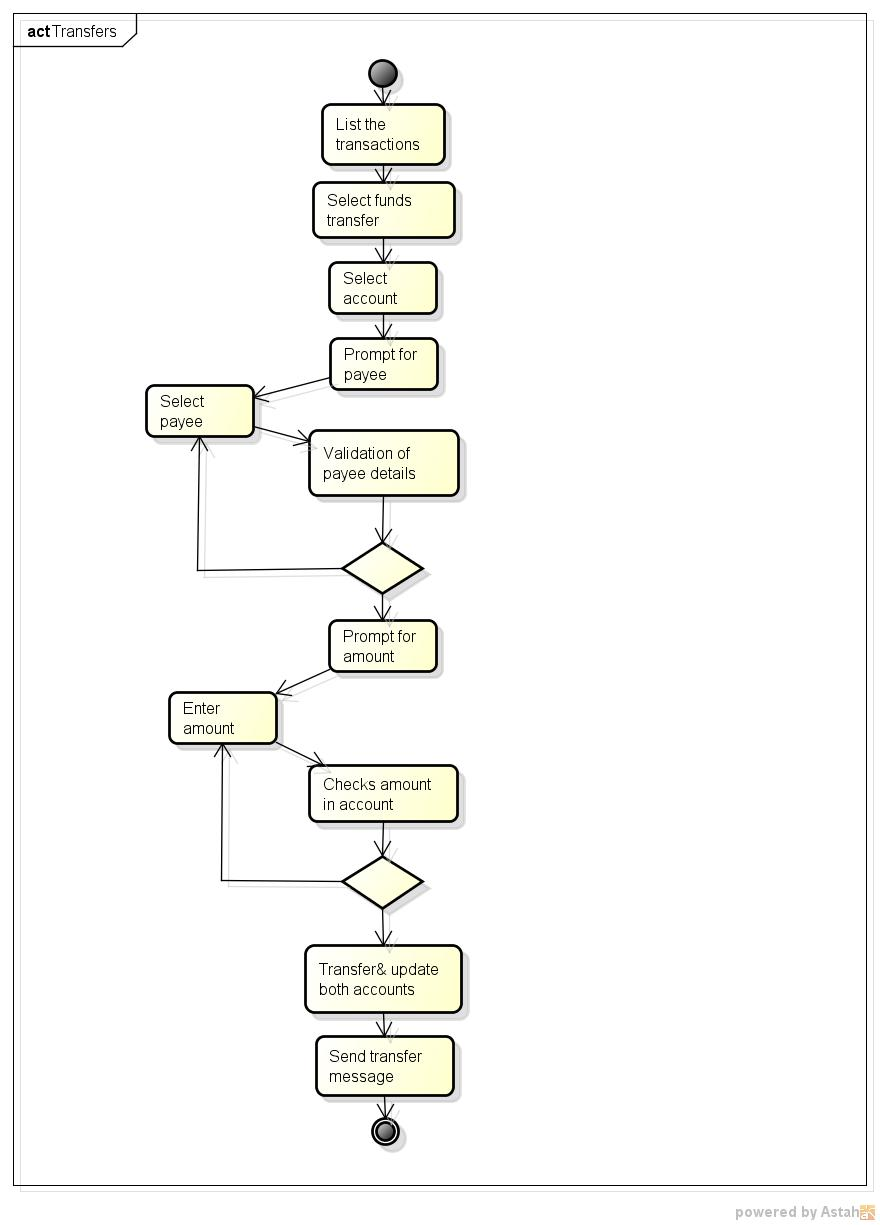 act Transfers
List the
transactions
Select funds
transfer
Select
account
Prompt for
payee
Select
payee
Validation of
payee details
Prompt for
amount
Enter
amount
Checks amount
in account
Transfer& update
both accounts
Send transfer
message
powered by Astah